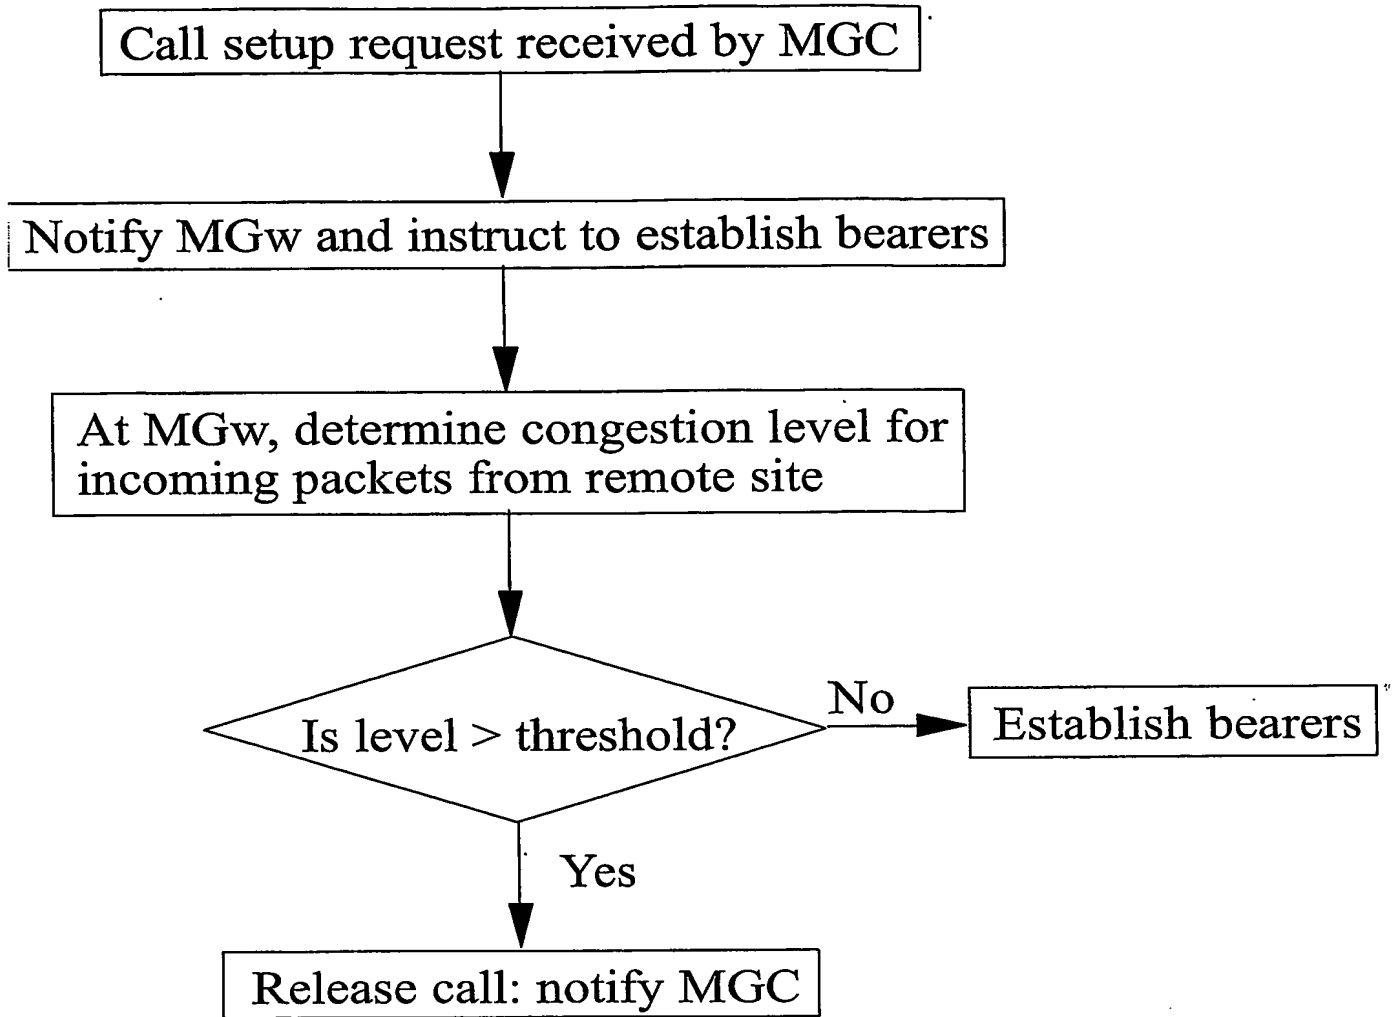 Call setup request received by MGC
Notify MGw and instruct to establish bearers
At MGw, determine congestion level for
incoming packets from remote site
Is level > threshold?
No
Establish bearers
Yes
Release call: notify MGC